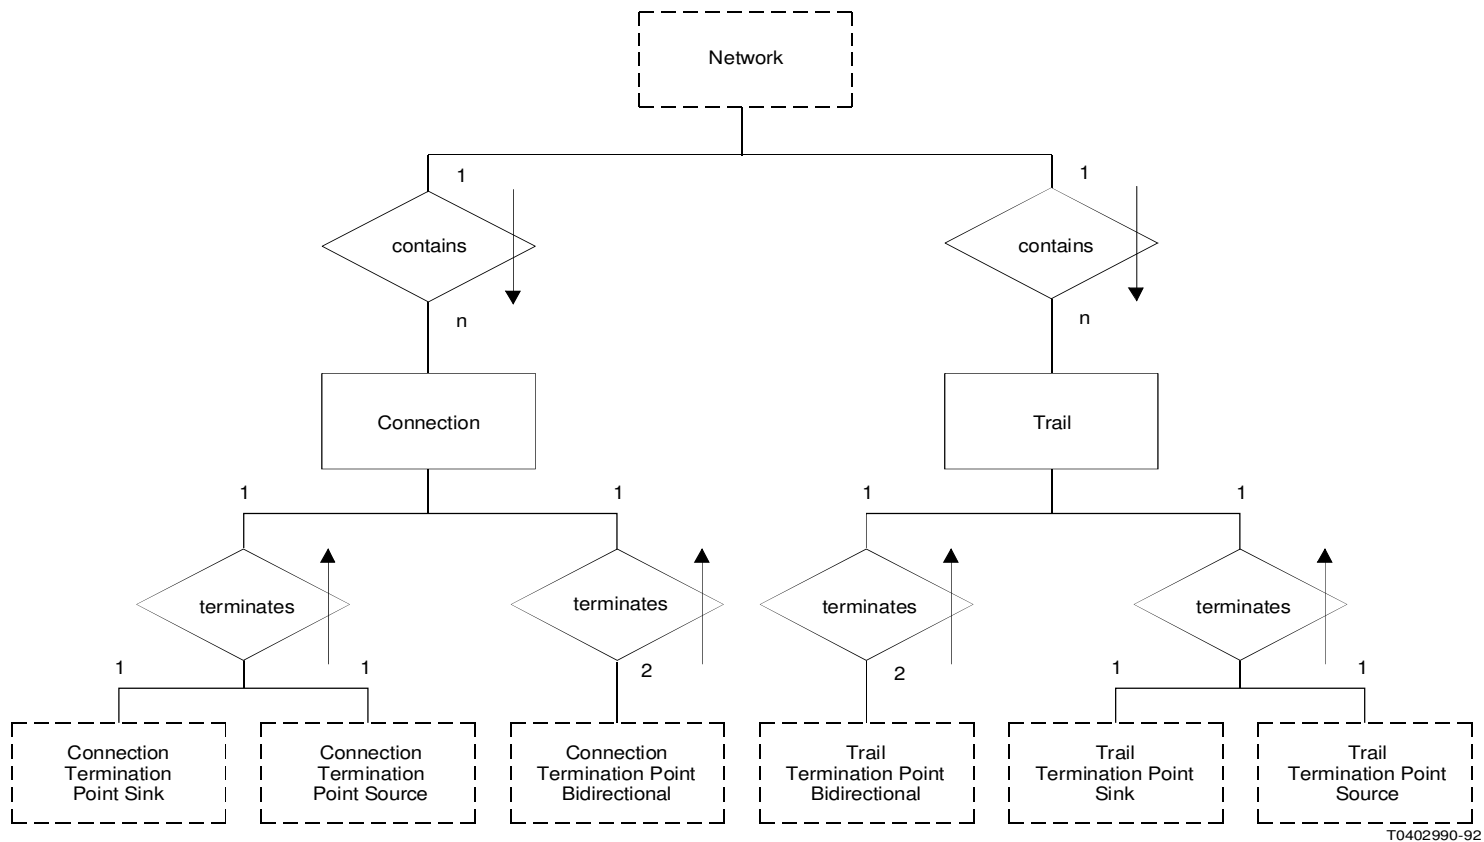 Network
1
1
contains
contains
n
n
Connection
Trail
1
1
1
1
terminates
terminates
terminates
terminates
1
1
2
2
1
1
Connection
Termination
Point Sink
Connection
Termination
Point Source
Connection
Termination Point
Bidirectional
Trail
Termination Point
Bidirectional
Trail
Termination Point
Sink
Trail
Termination Point
Source
T0402990-92